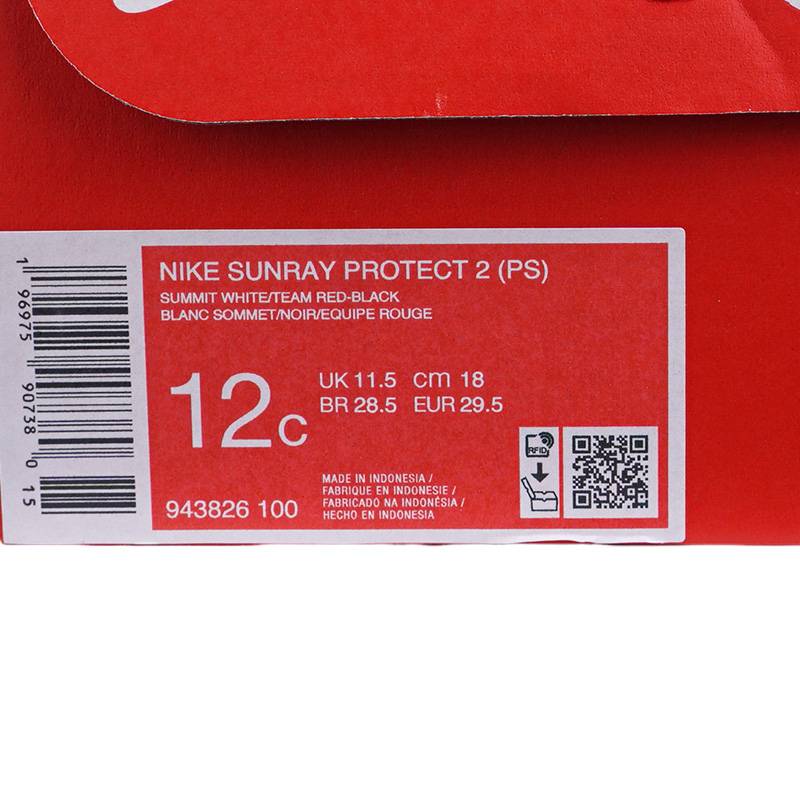 NIKE SUNRAY PROTECT 2 (PS)
SUMMIT WHITE/TEAM RED-BLACK
BLANC SOMMET/NOIR/EQUIPE ROUGE
12C
UK 11.5 cm 18
BR 28.5 EUR 29.5
943826 100
MADE IN INDONESIA /
FABRIQUE EN INDONESIE /
FABRICADO NA INDONÉSIA /
HECHO EN INDONESIA
RFID
1 96975 90738 0 15